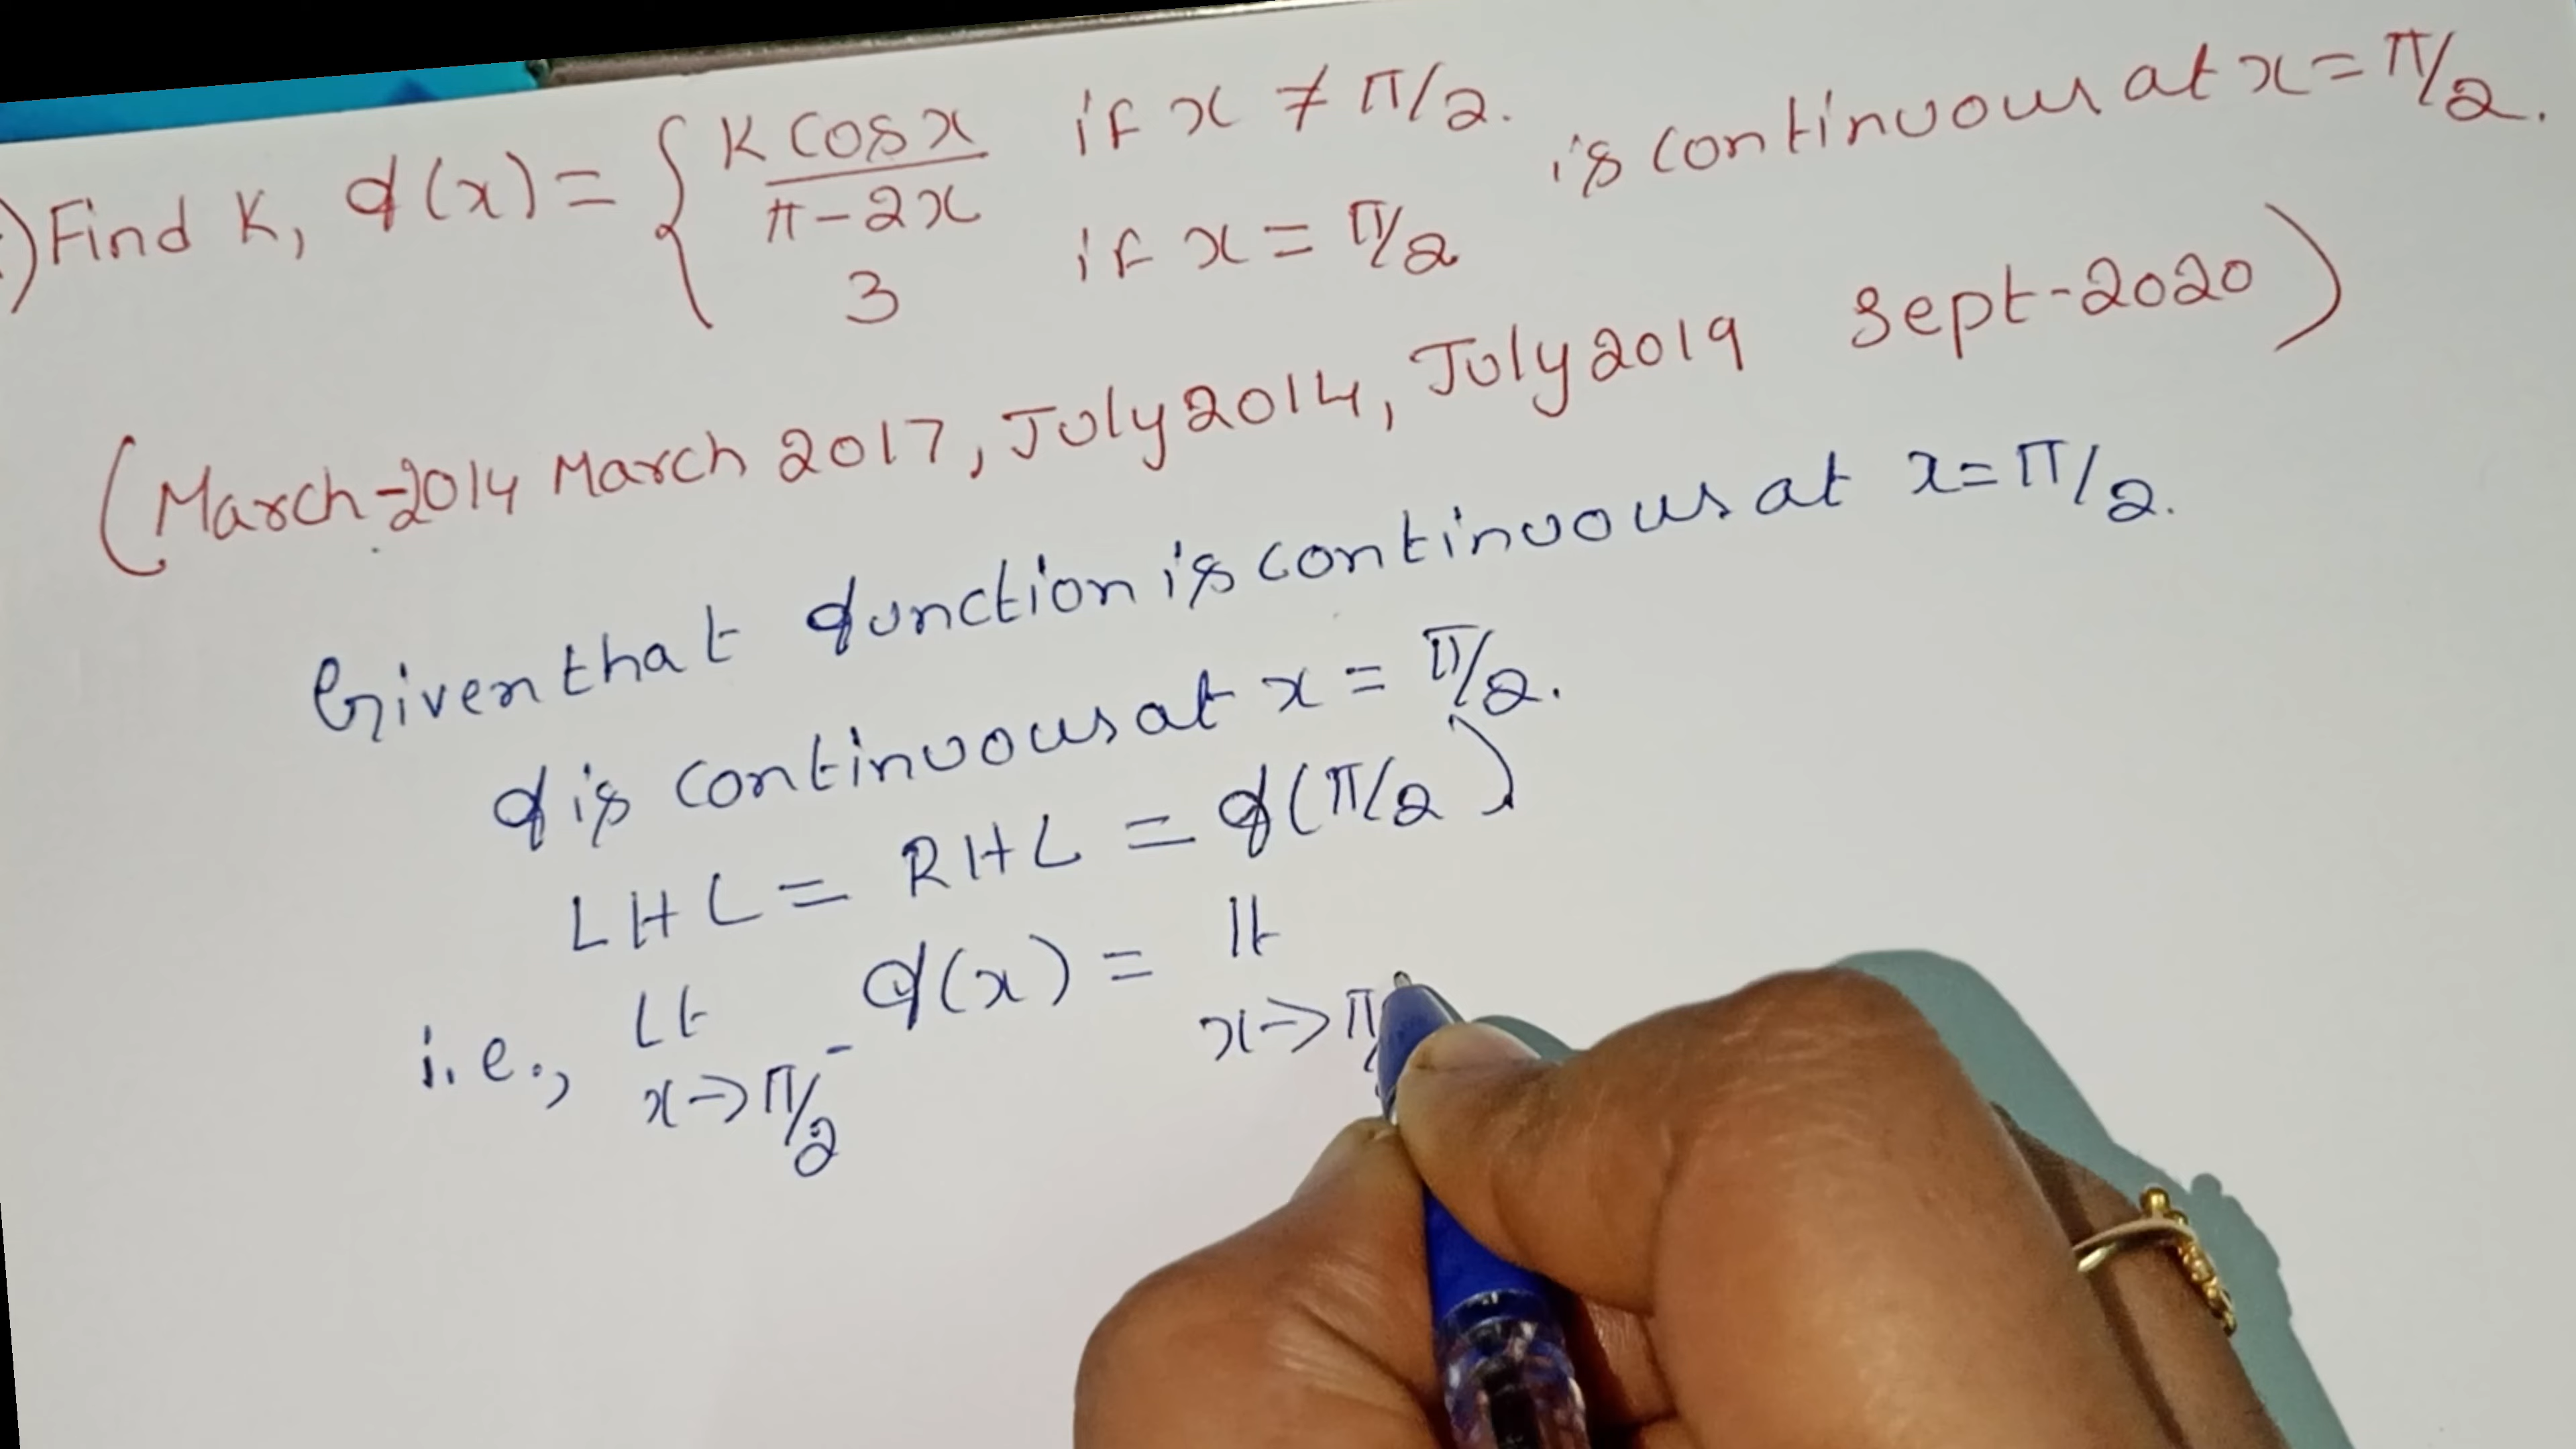 ) Find K, f(x) = { K cos x / π - 2x if x ≠ π/2. is continuous at x = π/2.
3 if x = π/2
(March-2014 March 2017, July 2014, July 2019 Sept-2020)
Given that function is continuous at x = π/2.
f is continuous at x = π/2.
LHL = RHL = f(π/2)
i.e., Lt x→π/2⁻ f(x) = lt x→π/